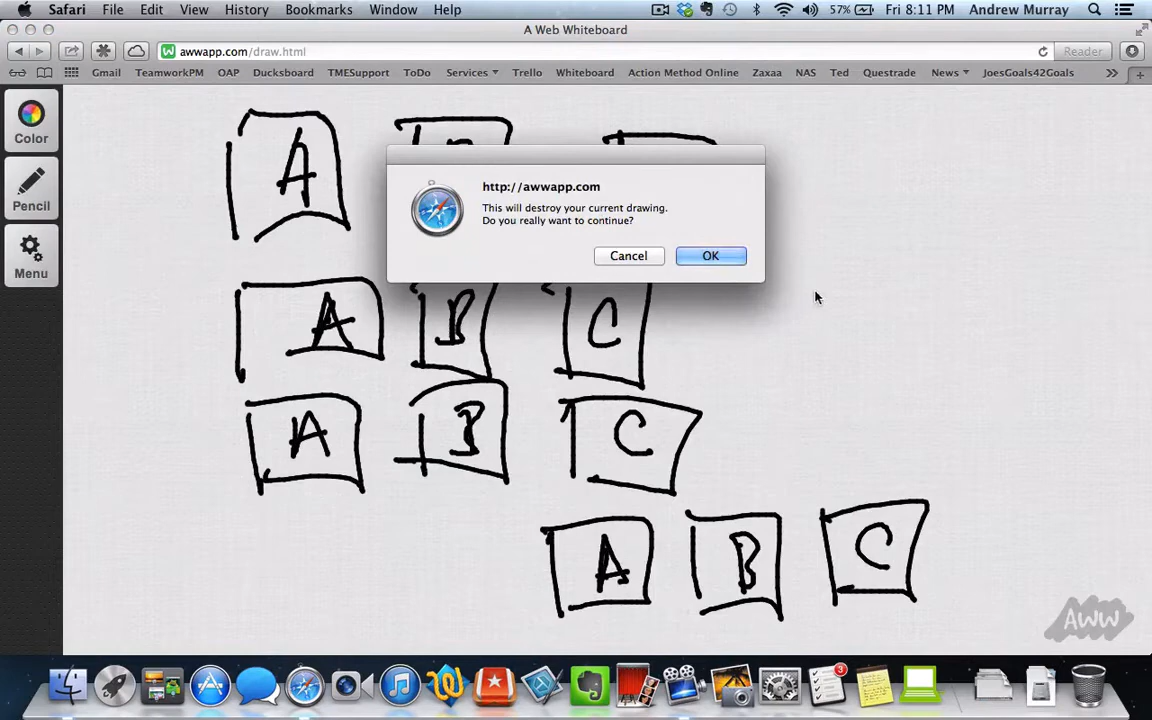 Safari File Edit View History Bookmarks Window Help 57% Fri 8:11 PM Andrew Murray
A Web Whiteboard
awwapp.com/draw.html Reader
Gmail TeamworkPM OAP Ducksboard TMESupport ToDo Services Trello Whiteboard Action Method Online Zaxaa NAS Ted Questrade News JoesGoals42Goals
Color
Pencil
Menu
A
http://awwapp.com
This will destroy your current drawing.
Do you really want to continue?
Cancel OK
A B C
A B C
A B C
AWW
3